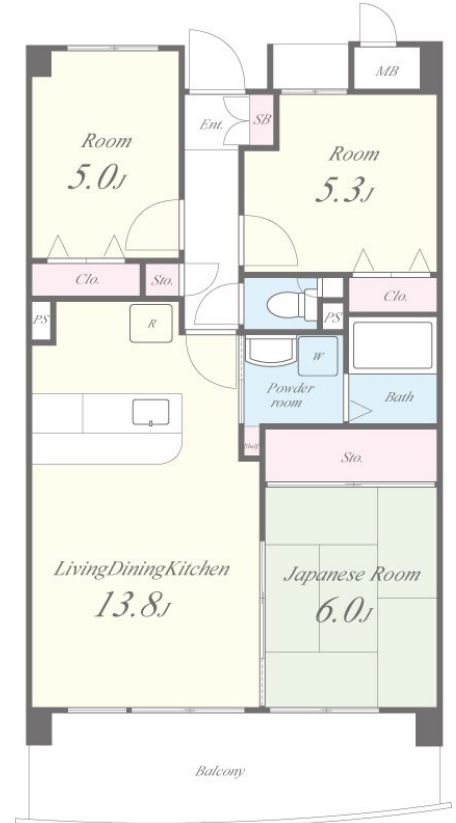 MB
Ent.
SB
Room
5.0J
Room
5.3J
Clo.
Sto.
Clo.
PS
R
PS
W
Powder
room
Bath
Shelf
Sto.
LivingDiningKitchen
13.8J
Japanese Room
6.0J
Balcony